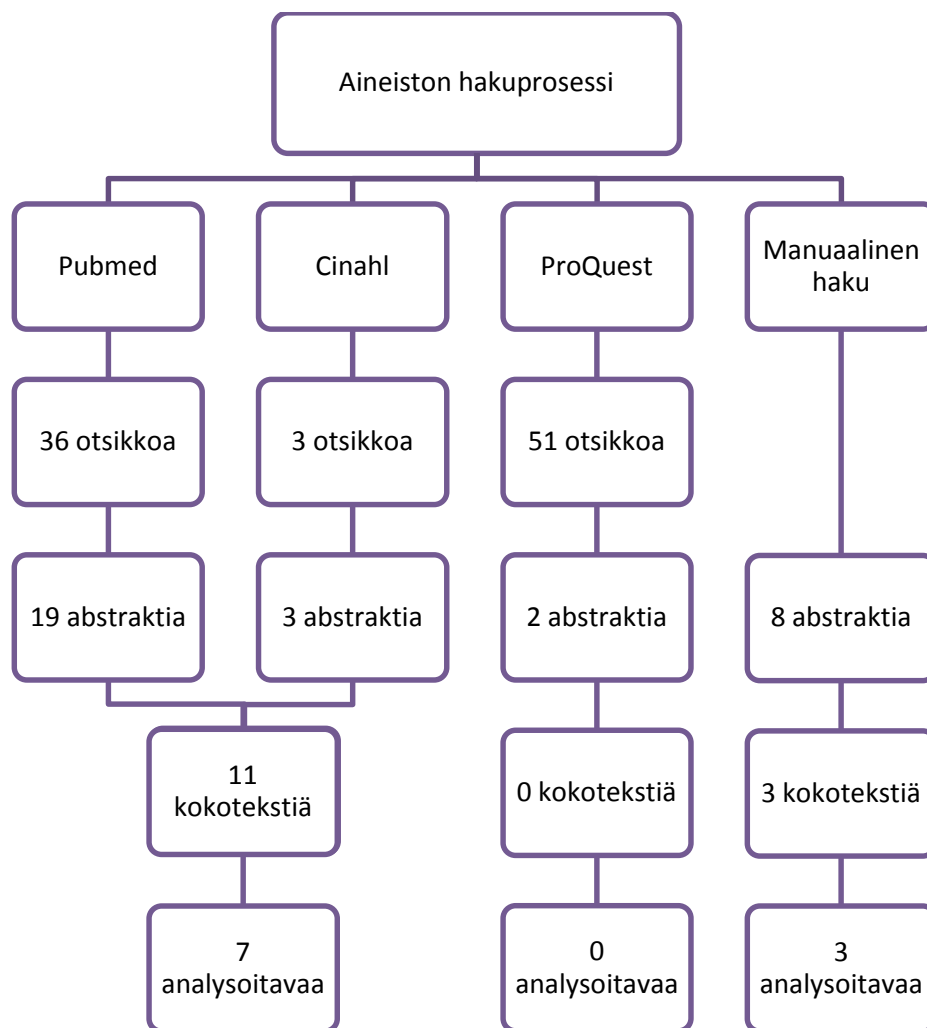 Aineiston hakuprosessi
Pubmed
Cinahl
ProQuest
Manuaalinen
haku
36 otsikkoa
3 otsikkoa
51 otsikkoa
19 abstraktia
3 abstraktia
2 abstraktia
8 abstraktia
11
kokotekstiä
0 kokotekstiä
3 kokotekstiä
7
analysoitavaa
0
analysoitavaa
3
analysoitavaa